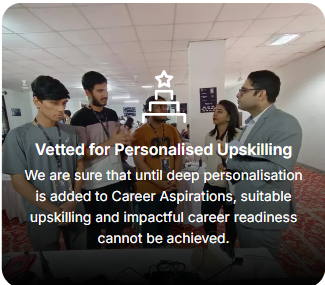 Vetted for Personalised Upskilling
We are sure that until deep personalisation
is added to Career Aspirations, suitable
upskilling and impactful career readiness
cannot be achieved.